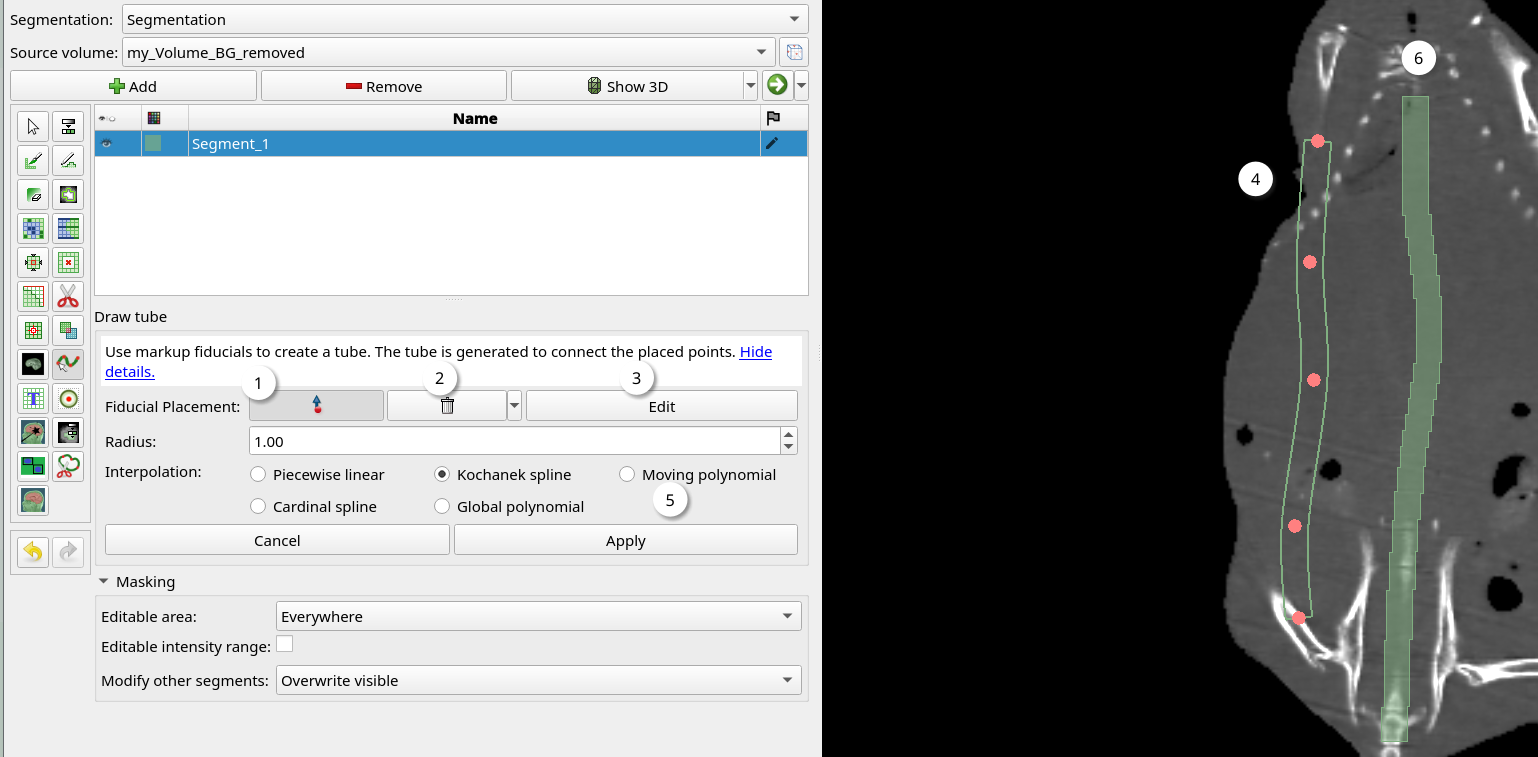 Segmentation: Segmentation
Source volume: my_Volume_BG_removed
Add Remove Show 3D
Name
Segment_1
Draw tube
Use markup fiducials to create a tube. The tube is generated to connect the placed points. Hide
details.
1 2 3
Fiducial Placement: Edit
Radius: 1.00
Interpolation: Piecewise linear Kochanek spline Moving polynomial
Cardinal spline Global polynomial 5
Cancel Apply
Masking
Editable area: Everywhere
Editable intensity range:
Modify other segments: Overwrite visible
6
4